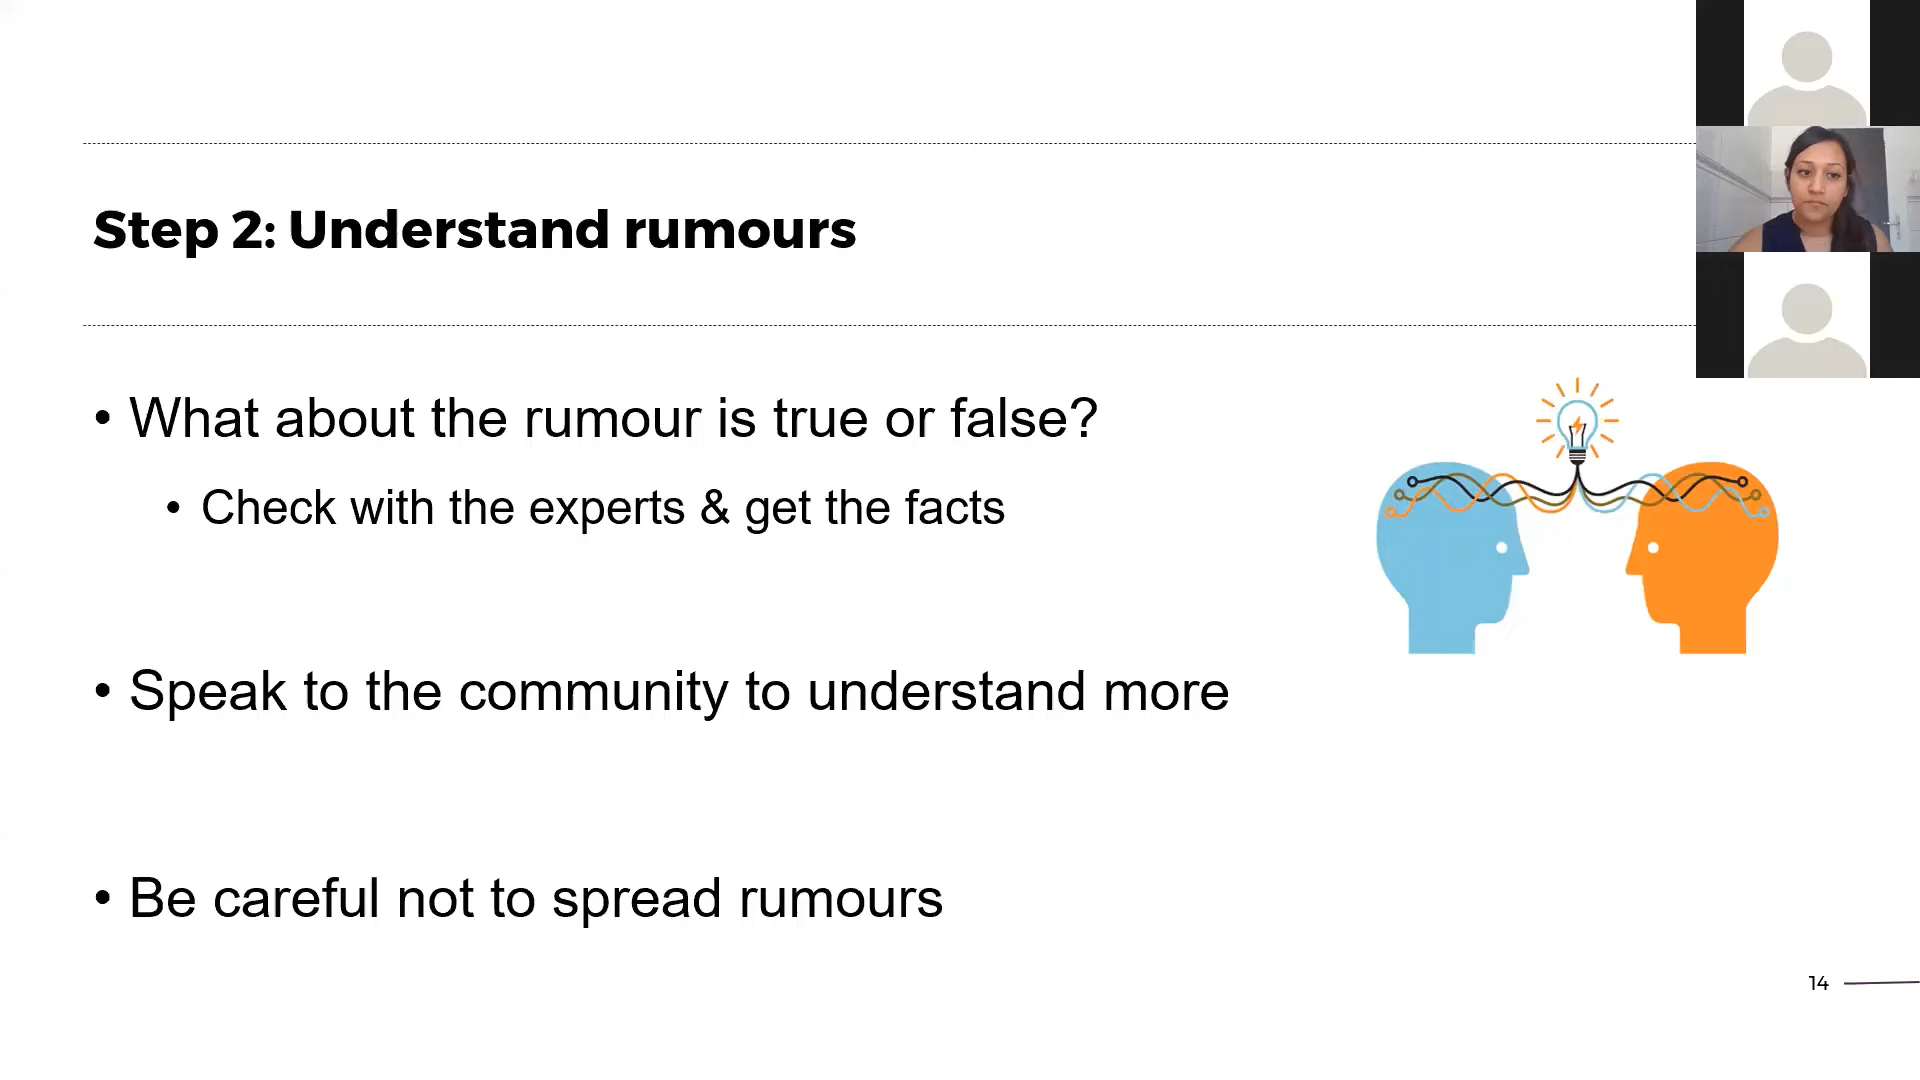 Step 2: Understand rumours
• What about the rumour is true or false?
• Check with the experts & get the facts
• Speak to the community to understand more
• Be careful not to spread rumours
14